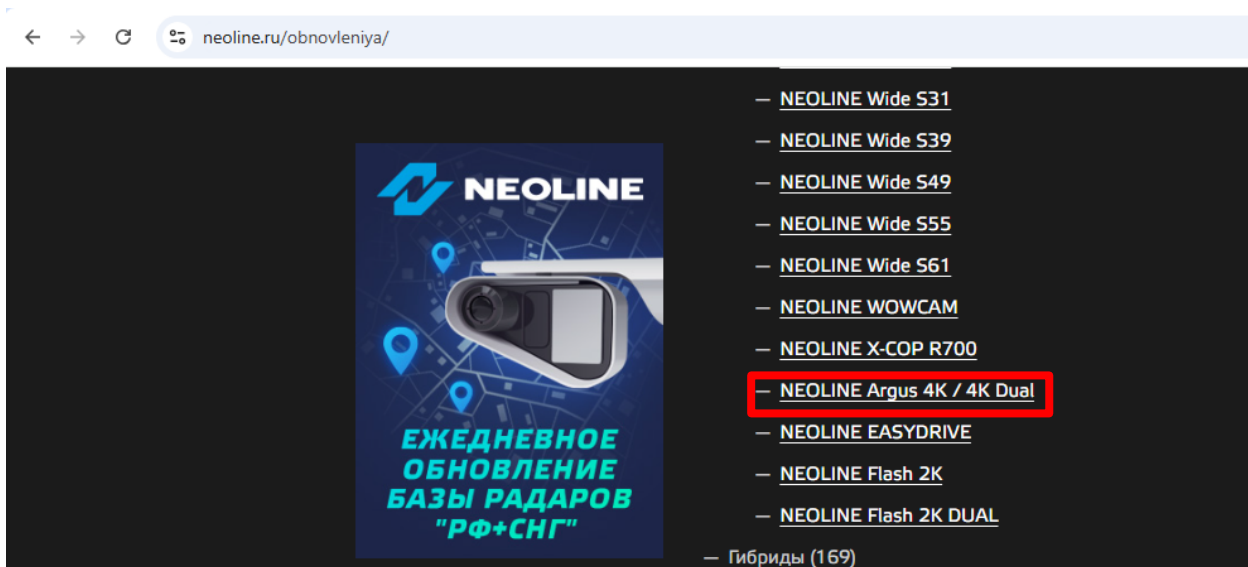 neoline.ru/obnovleniya/
— NEOLINE Wide S31
— NEOLINE Wide S39
— NEOLINE Wide S49
— NEOLINE Wide S55
— NEOLINE Wide S61
— NEOLINE WOWCAM
— NEOLINE X-COP R700
— NEOLINE Argus 4K / 4K Dual
— NEOLINE EASYDRIVE
— NEOLINE Flash 2K
— NEOLINE Flash 2K DUAL
— Гибриды (169)
NEOLINE
ЕЖЕДНЕВНОЕ
ОБНОВЛЕНИЕ
БАЗЫ РАДАРОВ
"РФ+СНГ"